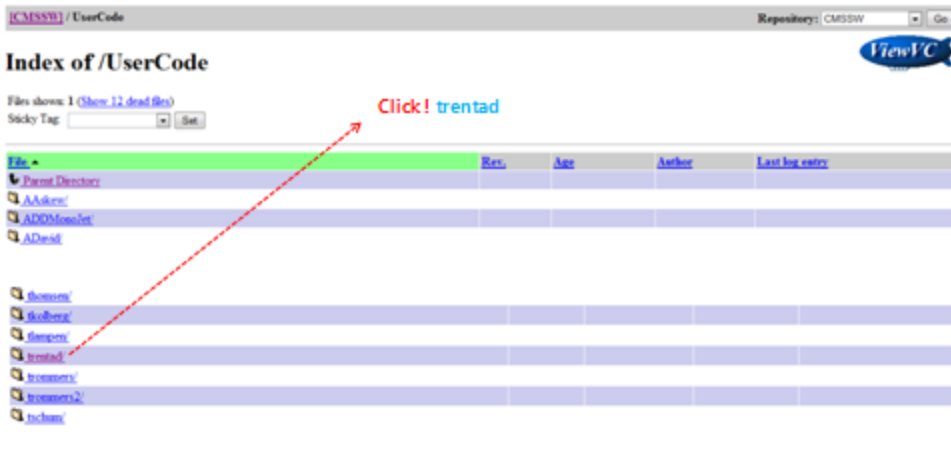 [CMSSW] / UserCode
Repository: CMSSW Go
ViewVC
Index of /UserCode
Files shown: 1 (Show 12 dead files)
Sticky Tag: Set
Click! trentad
File Rev. Age Author Last log entry
Parent Directory
AAskew/
ADDMonoJet/
ADavid/
thomsen/
tkolberg/
tlampen/
trentad/
trommers/
trommers2/
tschum/